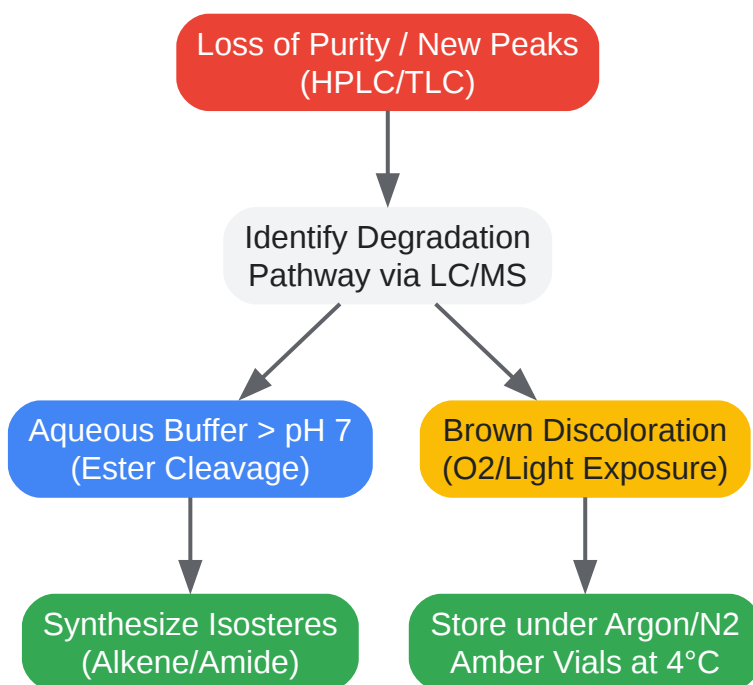 Loss of Purity / New Peaks
(HPLC/TLC)
Identify Degradation
Pathway via LC/MS
Aqueous Buffer > pH 7
(Ester Cleavage)
Brown Discoloration
(O2/Light Exposure)
Synthesize Isosteres
(Alkene/Amide)
Store under Argon/N2
Amber Vials at 4°C